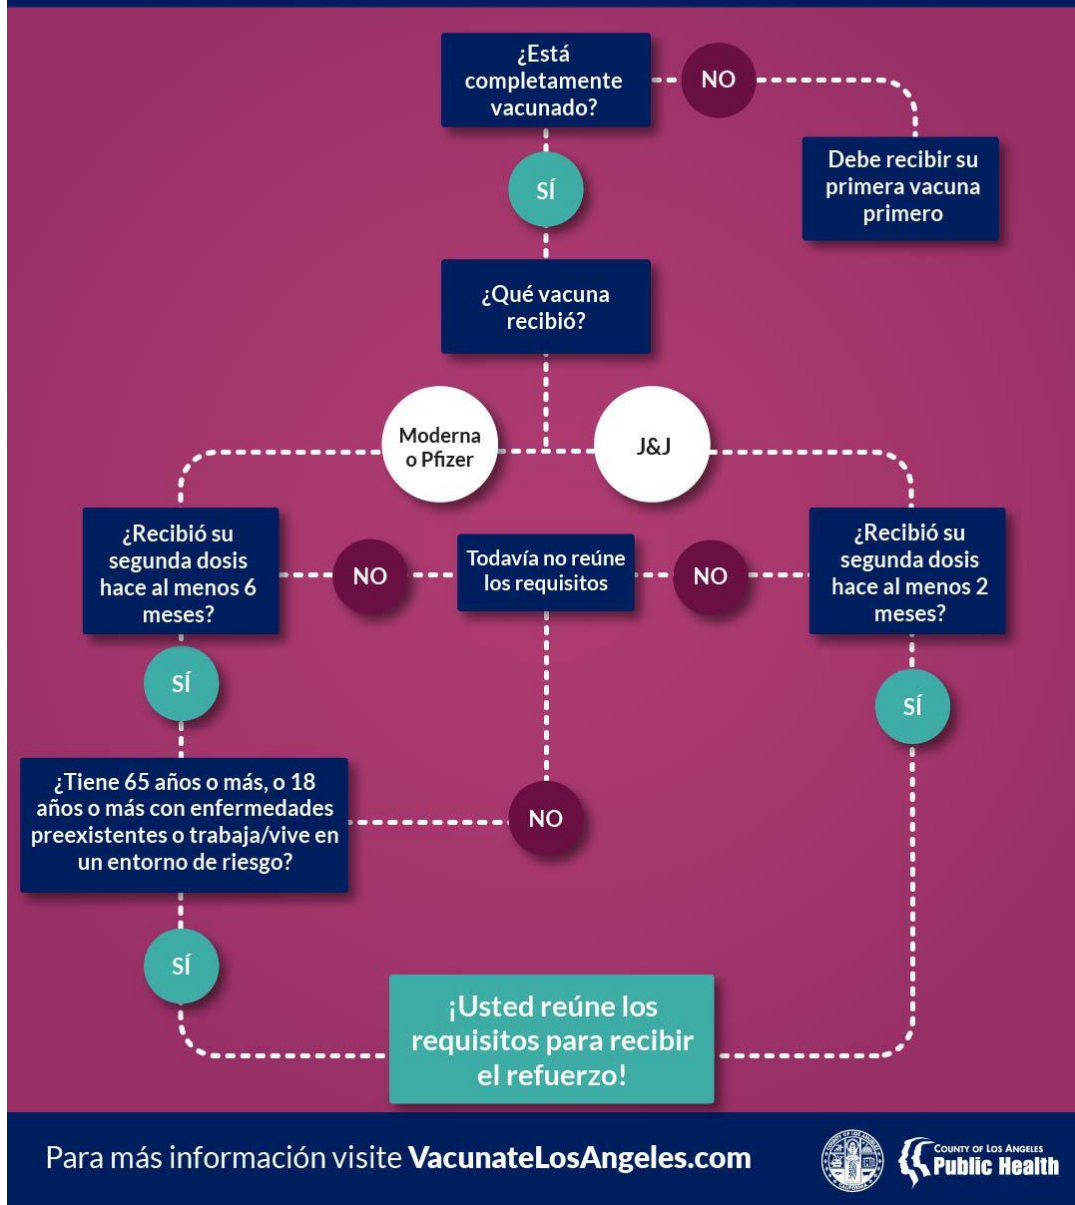 ¿Está
completamente
vacunado?
NO
Debe recibir su
primera vacuna
primero
SÍ
¿Qué vacuna
recibió?
Moderna
o Pfizer
J&J
¿Recibió su
segunda dosis
hace al menos 6
meses?
NO
Todavía no reúne
los requisitos
NO
¿Recibió su
segunda dosis
hace al menos 2
meses?
SÍ
SÍ
¿Tiene 65 años o más, o 18
años o más con enfermedades
preexistentes o trabaja/vive en
un entorno de riesgo?
NO
SÍ
¡Usted reúne los
requisitos para recibir
el refuerzo!
Para más información visite VacunateLosAngeles.com
COUNTY OF LOS ANGELES
Public Health